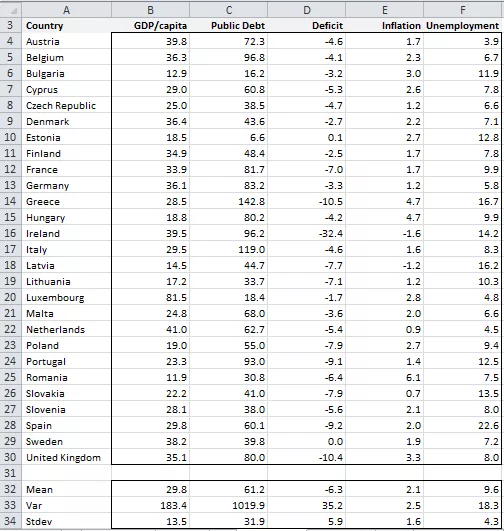 A B C D E F
3 Country GDP/capita Public Debt Deficit Inflation Unemployment
4 Austria 39.8 72.3 -4.6 1.7 3.9
5 Belgium 36.3 96.8 -4.1 2.3 6.7
6 Bulgaria 12.9 16.2 -3.2 3.0 11.9
7 Cyprus 29.0 60.8 -5.3 2.6 7.8
8 Czech Republic 25.0 38.5 -4.7 1.2 6.6
9 Denmark 36.4 43.6 -2.7 2.2 7.1
10 Estonia 18.5 6.6 0.1 2.7 12.8
11 Finland 34.9 48.4 -2.5 1.7 7.8
12 France 33.9 81.7 -7.0 1.7 9.9
13 Germany 36.1 83.2 -3.3 1.2 5.8
14 Greece 28.5 142.8 -10.5 4.7 16.7
15 Hungary 18.8 80.2 -4.2 4.7 9.9
16 Ireland 39.5 96.2 -32.4 -1.6 14.2
17 Italy 29.5 119.0 -4.6 1.6 8.3
18 Latvia 14.5 44.7 -7.7 -1.2 16.2
19 Lithuania 17.2 33.7 -7.1 1.2 10.3
20 Luxembourg 81.5 18.4 -1.7 2.8 4.8
21 Malta 24.8 68.0 -3.6 2.0 6.6
22 Netherlands 41.0 62.7 -5.4 0.9 4.5
23 Poland 19.0 55.0 -7.9 2.7 9.4
24 Portugal 23.3 93.0 -9.1 1.4 12.5
25 Romania 11.9 30.8 -6.4 6.1 7.5
26 Slovakia 22.2 41.0 -7.9 0.7 13.5
27 Slovenia 28.1 38.0 -5.6 2.1 8.0
28 Spain 29.8 60.1 -9.2 2.0 22.6
29 Sweden 38.2 39.8 0.0 1.9 7.2
30 United Kingdom 35.1 80.0 -10.4 3.3 8.0
31
32 Mean 29.8 61.2 -6.3 2.1 9.6
33 Var 183.4 1019.9 35.2 2.5 18.3
34 Stdev 13.5 31.9 5.9 1.6 4.3